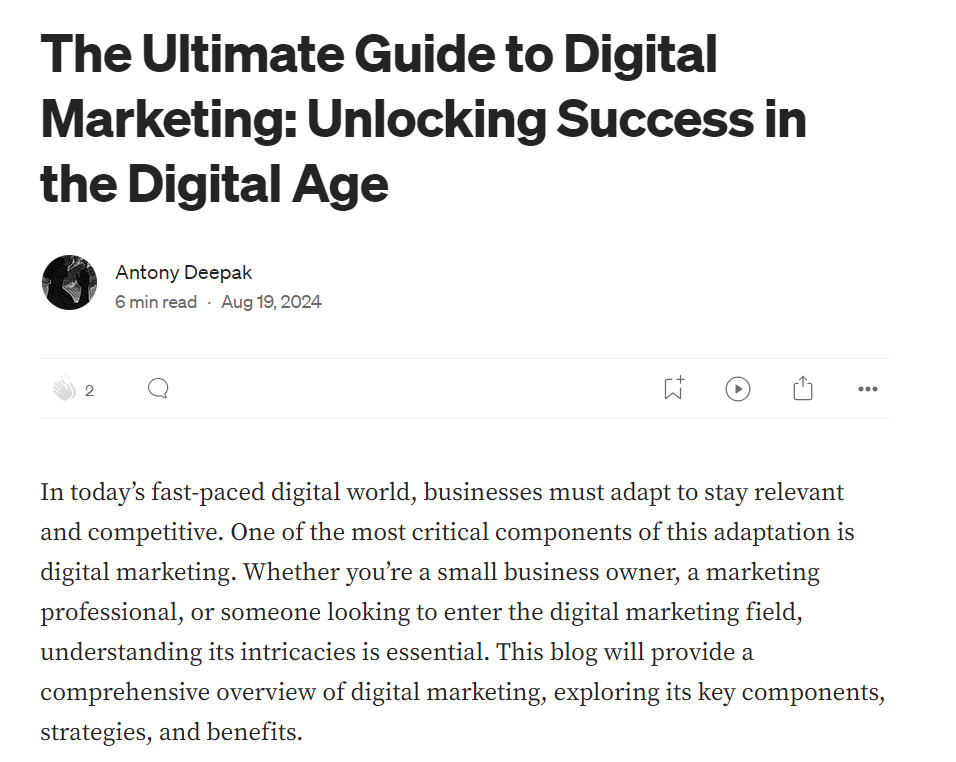 The Ultimate Guide to Digital
Marketing: Unlocking Success in
the Digital Age
Antony Deepak
6 min read · Aug 19, 2024
2
In today’s fast-paced digital world, businesses must adapt to stay relevant
and competitive. One of the most critical components of this adaptation is
digital marketing. Whether you’re a small business owner, a marketing
professional, or someone looking to enter the digital marketing field,
understanding its intricacies is essential. This blog will provide a
comprehensive overview of digital marketing, exploring its key components,
strategies, and benefits.